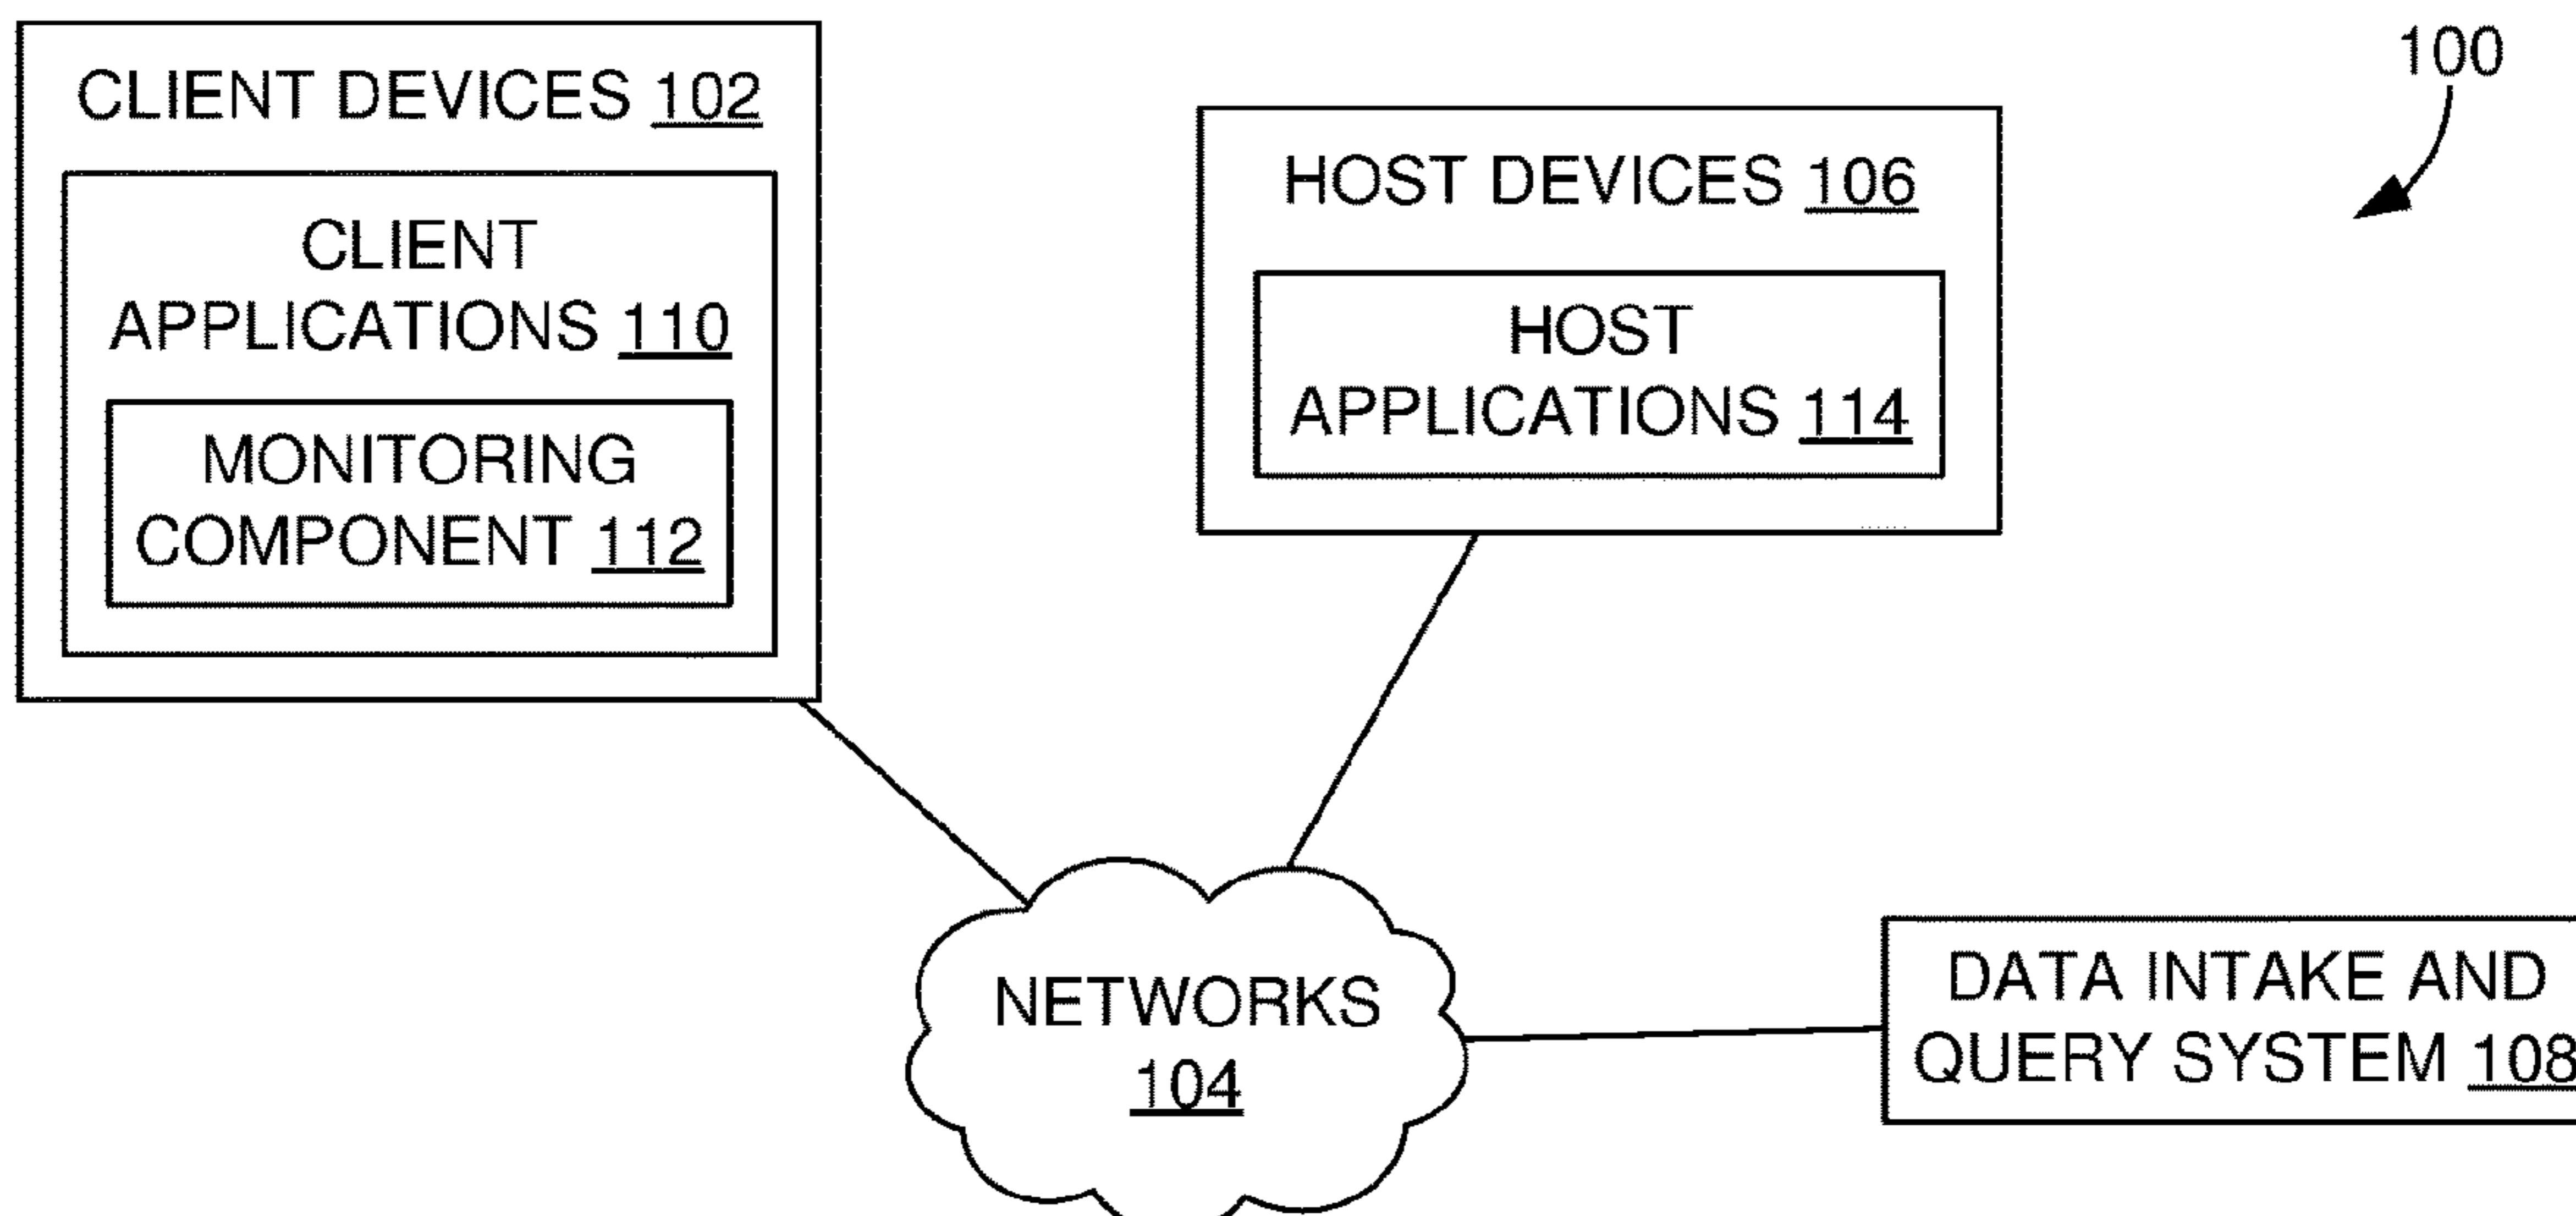 100
CLIENT DEVICES 102
CLIENT
APPLICATIONS 110
MONITORING
COMPONENT 112
HOST DEVICES 106
HOST
APPLICATIONS 114
NETWORKS
104
DATA INTAKE AND
QUERY SYSTEM 108